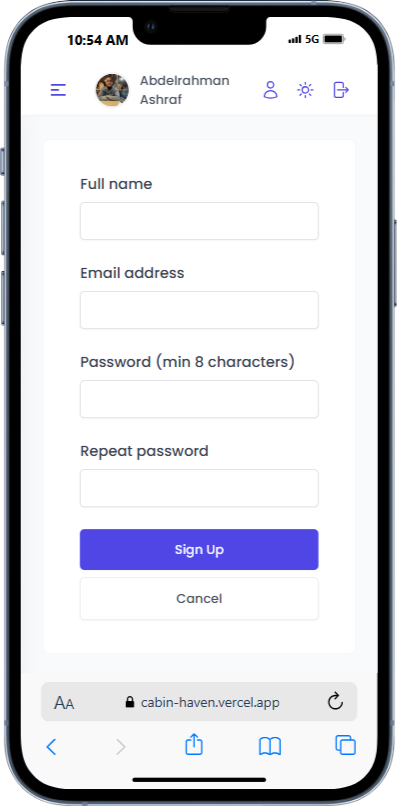 10:54 AM
5G
Abdelrahman
Ashraf
Full name
Email address
Password (min 8 characters)
Repeat password
Sign Up
Cancel
AA
cabin-haven.vercel.app